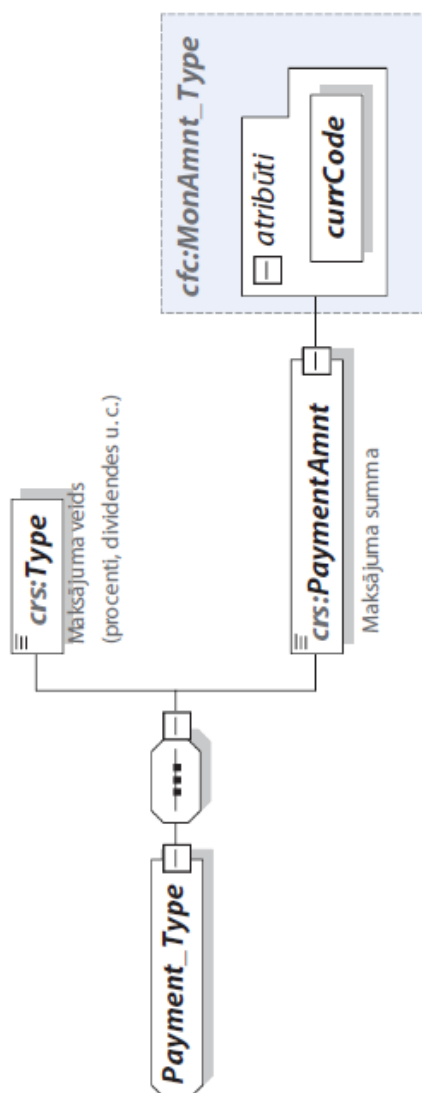 Payment_Type
crs:Type
Maksājuma veids
(procenti, dividendes u. c.)
crs:PaymentAmnt
Maksājuma summa
cfc:MonAmnt_Type
atribūti
currCode